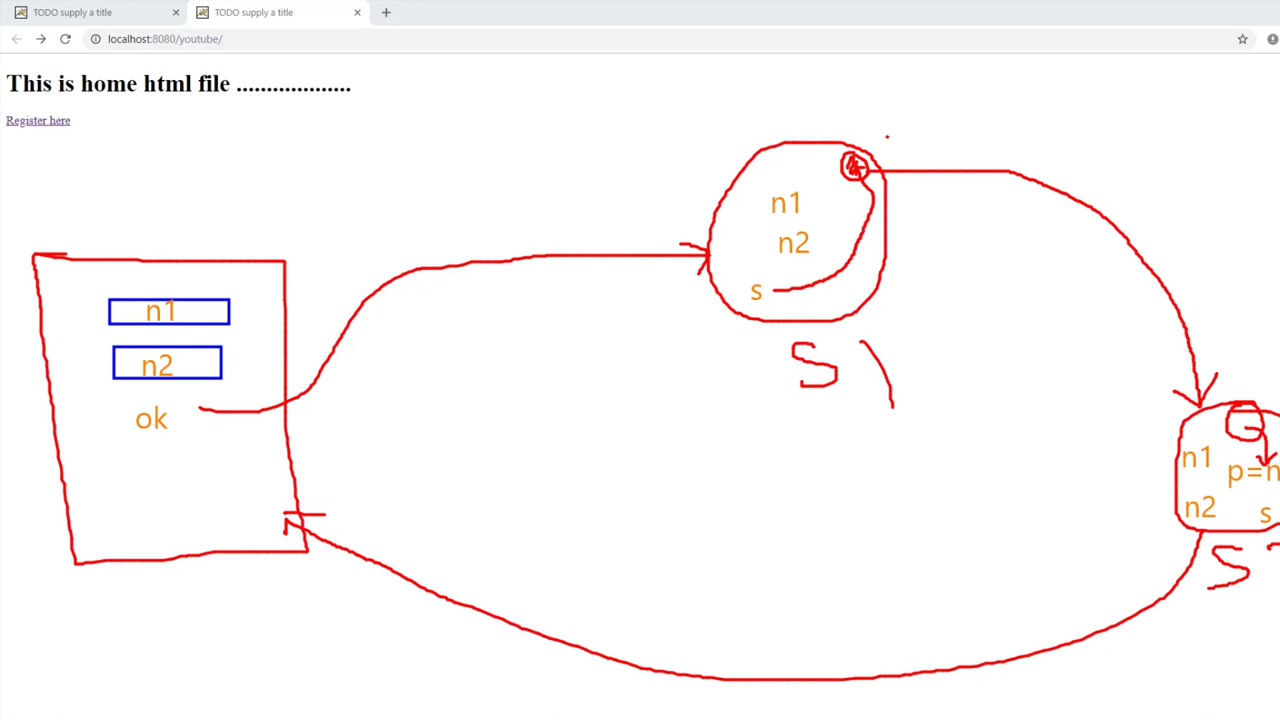 TODO supply a title
TODO supply a title
localhost:8080/youtube/
This is home html file ...................
Register here
n1
n2
ok
n1
n2
s
S
n1
p=n
n2
s
S